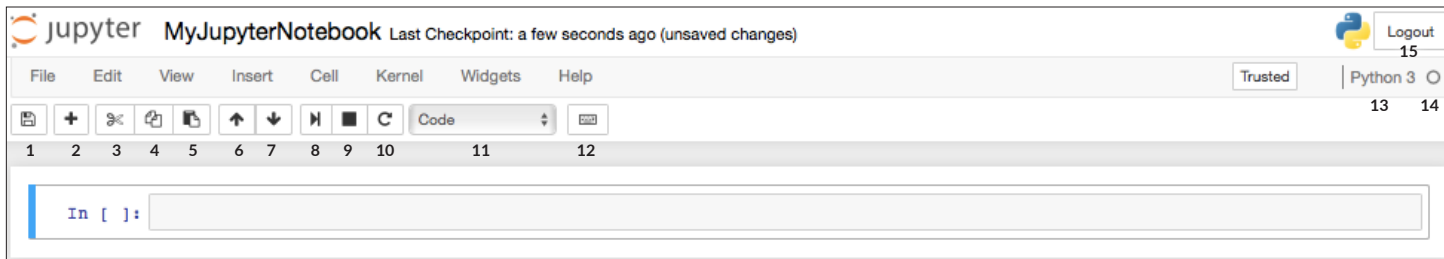 jupyter MyJupyterNotebook Last Checkpoint: a few seconds ago (unsaved changes) Logout
15
File Edit View Insert Cell Kernel Widgets Help Trusted Python 3
Code 13 14
1 2 3 4 5 6 7 8 9 10 11 12
In [ ]: